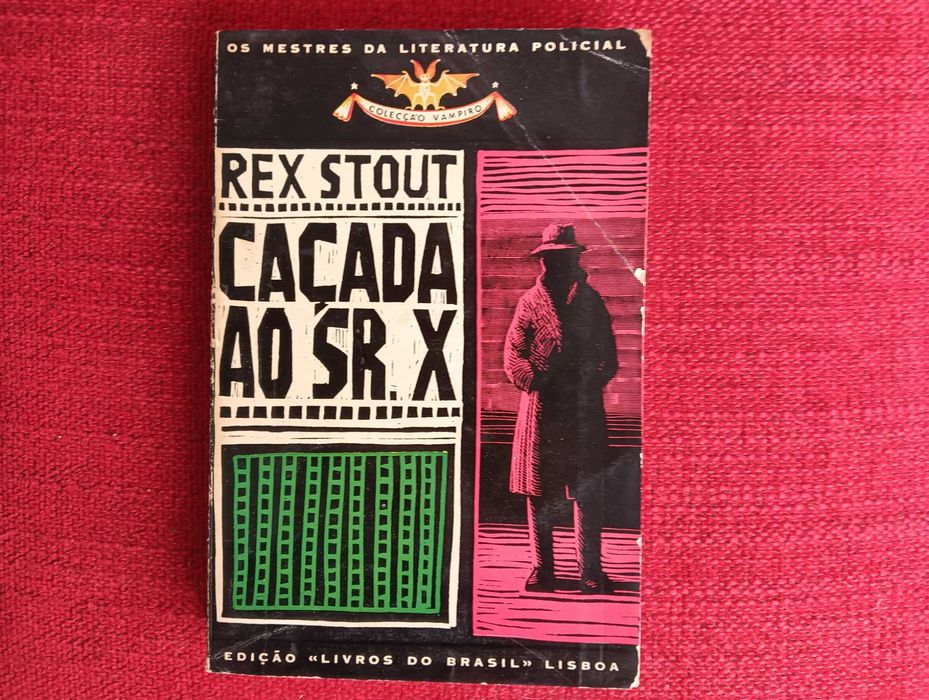 OS MESTRES DA LITERATURA POLICIAL
COLECÇÃO VAMPIRO
REX STOUT
CAÇADA
AO SR. X
EDIÇÃO «LIVROS DO BRASIL» LISBOA